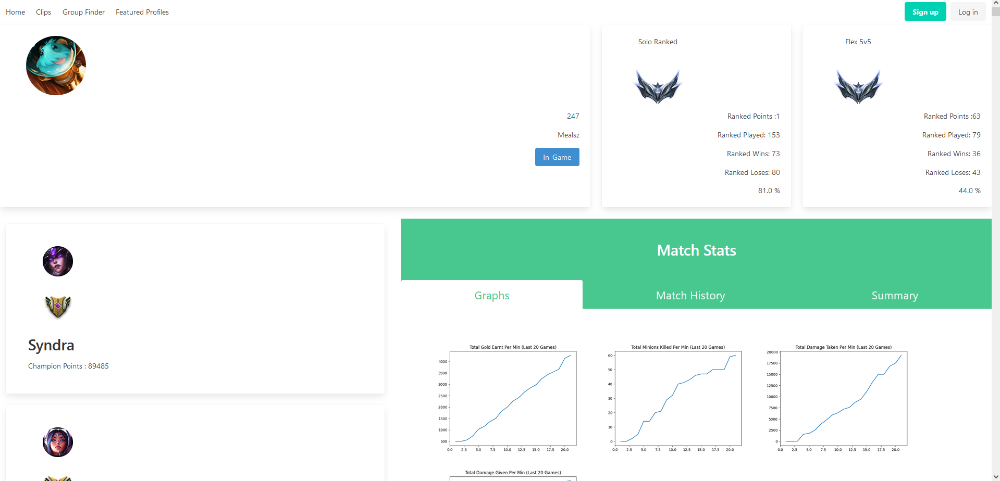 Home Clips Group Finder Featured Profiles Sign up Log in
247
Mealsz
In-Game
Solo Ranked
Ranked Points :1
Ranked Played: 153
Ranked Wins: 73
Ranked Loses: 80
81.0 %
Flex 5v5
Ranked Points :63
Ranked Played: 79
Ranked Wins: 36
Ranked Loses: 43
44.0 %
Syndra
Champion Points : 89485
Match Stats
Graphs Match History Summary
Total Gold Earnt Per Min (Last 20 Games)
4000
3500
3000
2500
2000
1500
1000
500
0.0 2.5 5.0 7.5 10.0 12.5 15.0 17.5 20.0
Total Minions Killed Per Min (Last 20 Games)
60
50
40
30
20
10
0
0.0 2.5 5.0 7.5 10.0 12.5 15.0 17.5 20.0
Total Damage Taken Per Min (Last 20 Games)
20000
17500
15000
12500
10000
7500
5000
2500
0
0.0 2.5 5.0 7.5 10.0 12.5 15.0 17.5 20.0
Total Damage Given Per Min (Last 20 Games)